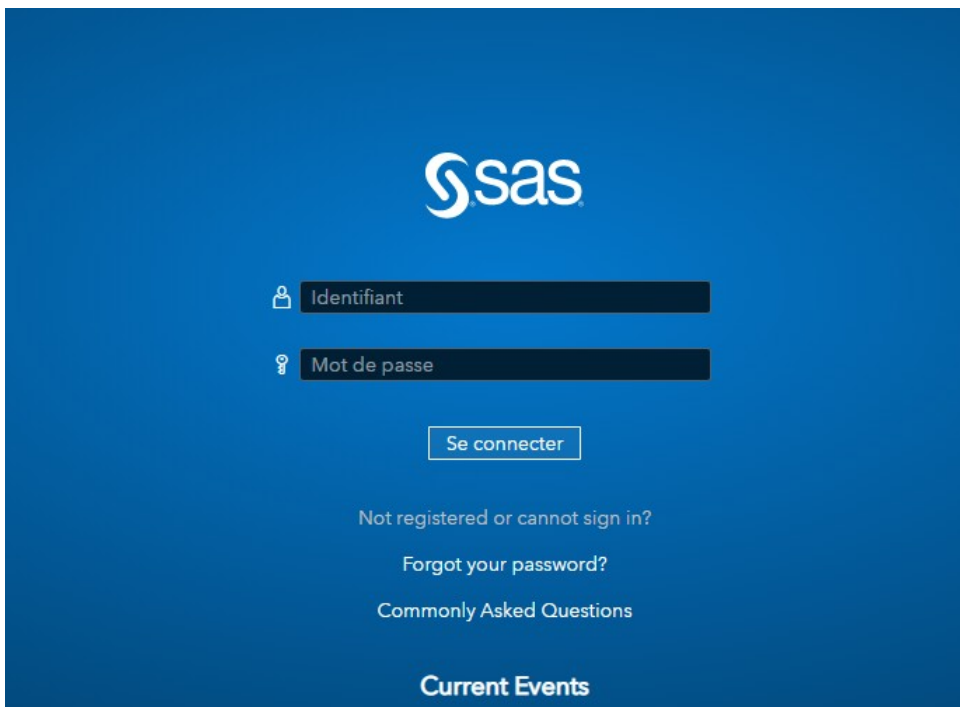 sas
Identifiant
Mot de passe
Se connecter
Not registered or cannot sign in?
Forgot your password?
Commonly Asked Questions
Current Events